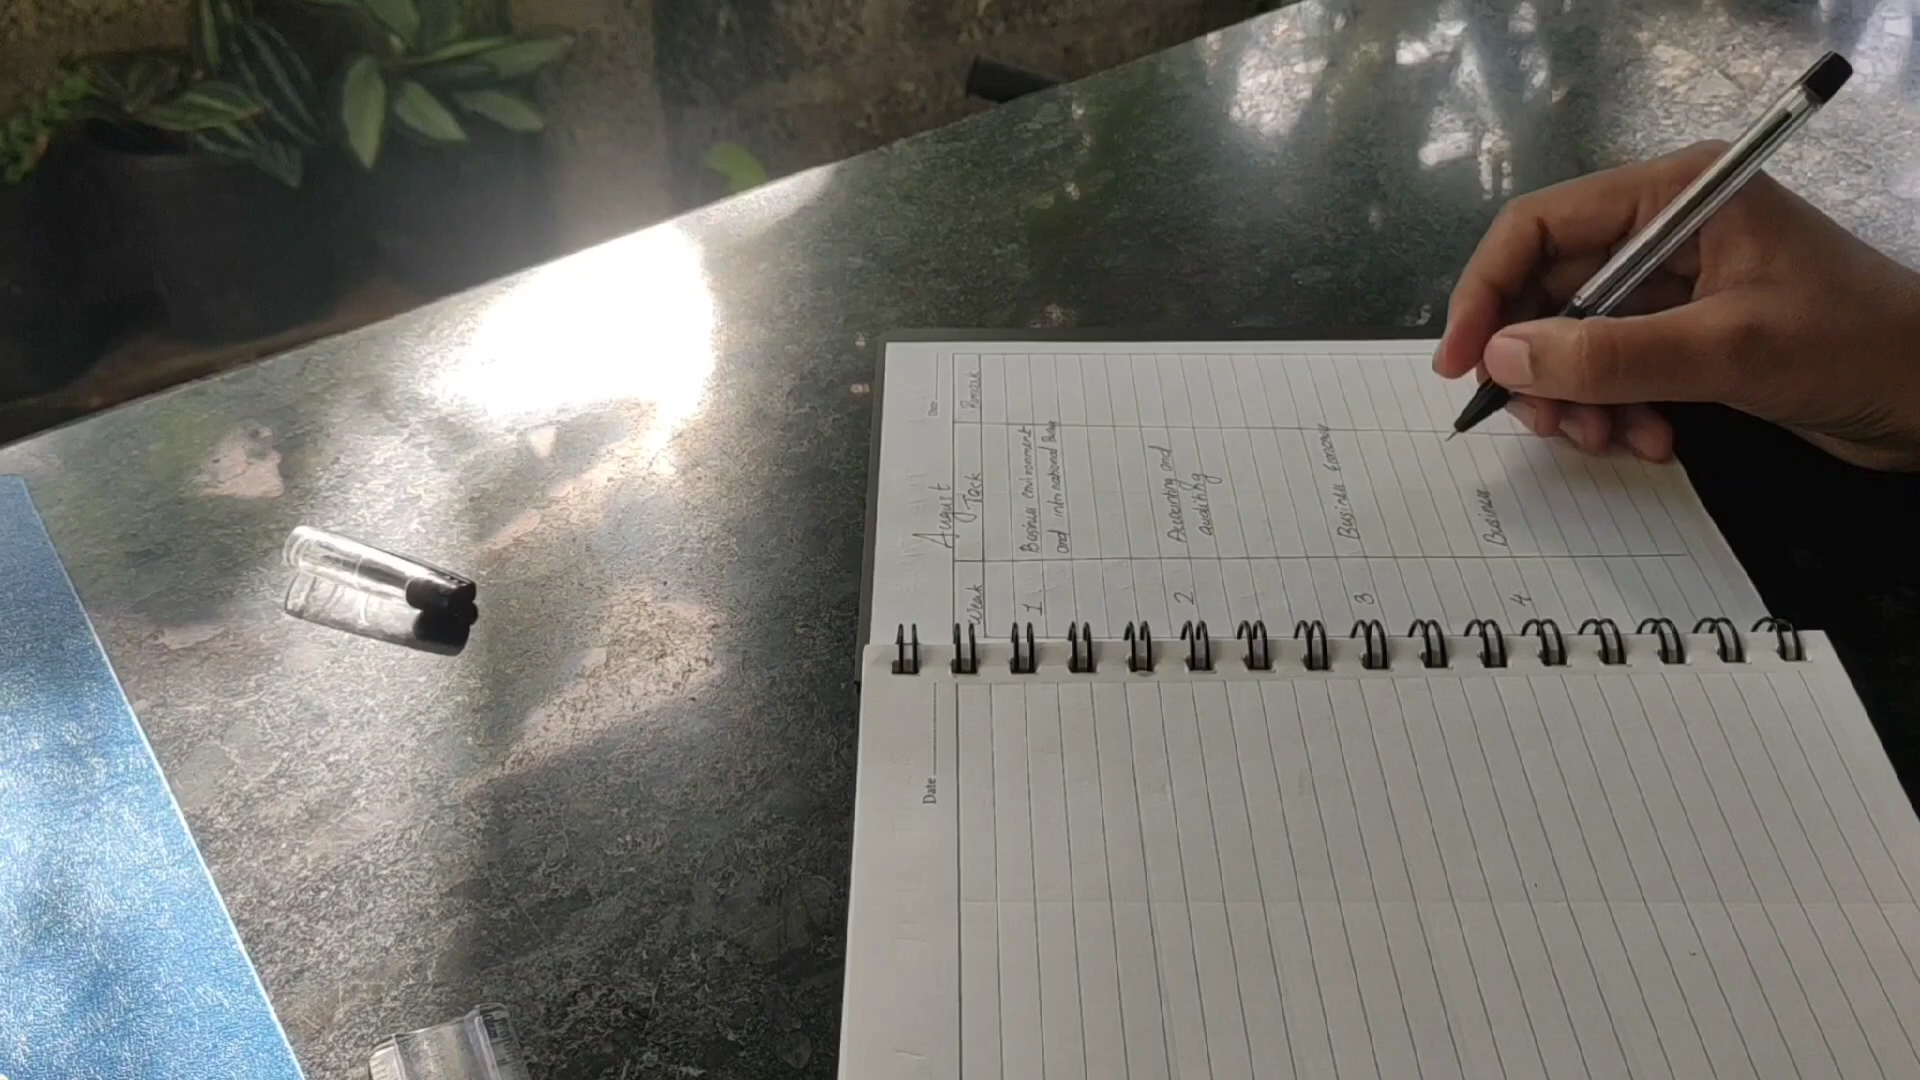 Date
August
Week Task Remark
1 Business environment
and international Busi
2 Accounting and
auditing
3 Business Econow
4 Business
Date